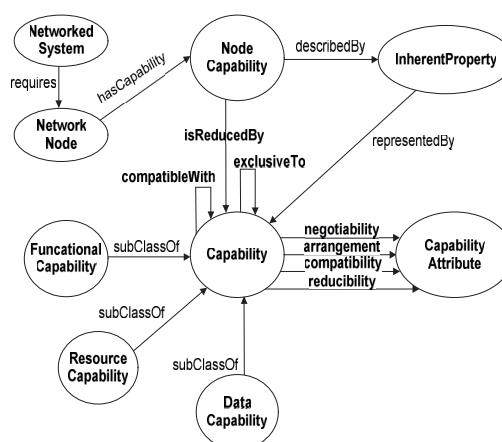 Networked
System
requires
Network
Node
hasCapability
Node
Capability
describedBy
InherentProperty
isReducedBy
representedBy
compatibleWith
exclusiveTo
Funcational
Capability
subClassOf
Capability
negotiability
arrangement
compatibility
reducibility
Capability
Attribute
subClassOf
Resource
Capability
subClassOf
Data
Capability